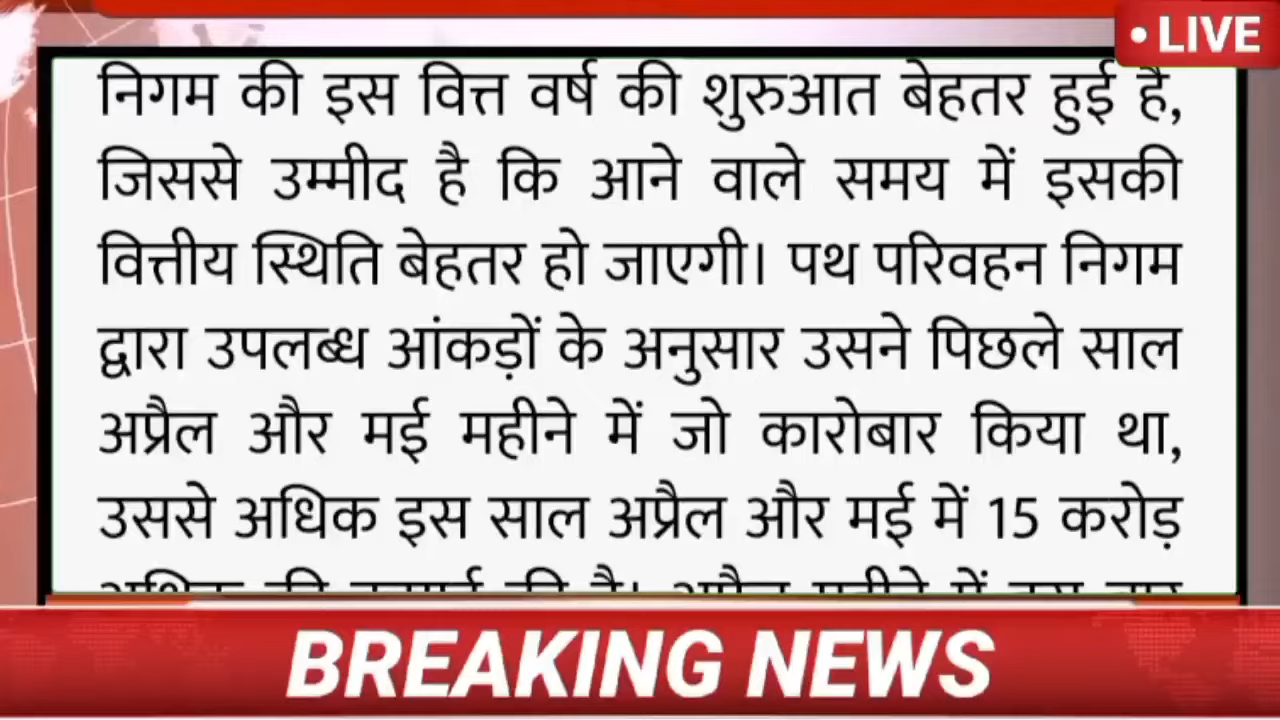 LIVE
निगम की इस वित्त वर्ष की शुरुआत बेहतर हुई है,
जिससे उम्मीद है कि आने वाले समय में इसकी
वित्तीय स्थिति बेहतर हो जाएगी। पथ परिवहन निगम
द्वारा उपलब्ध आंकड़ों के अनुसार उसने पिछले साल
अप्रैल और मई महीने में जो कारोबार किया था,
उससे अधिक इस साल अप्रैल और मई में 15 करोड़
BREAKING NEWS